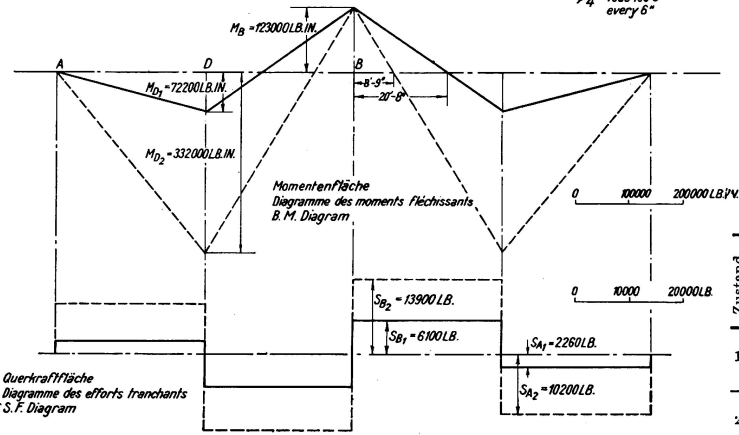 every 6"
M_B = 123000 LB.IN.
A
D
B
M_D1 = 72200 LB.IN.
8'-9"
20'-8"
M_D2 = 332000 LB.IN.
Momentenfläche
Diagramme des moments fléchissants
B. M. Diagram
0 100000 200000 LB.IN.
0 10000 20000 LB.
S_B2 = 13900 LB.
S_B1 = 6100 LB.
S_A1 = 2260 LB.
S_A2 = 10200 LB.
Querkraftfläche
Diagramme des efforts tranchants
S.F. Diagram
Zustand
1
2